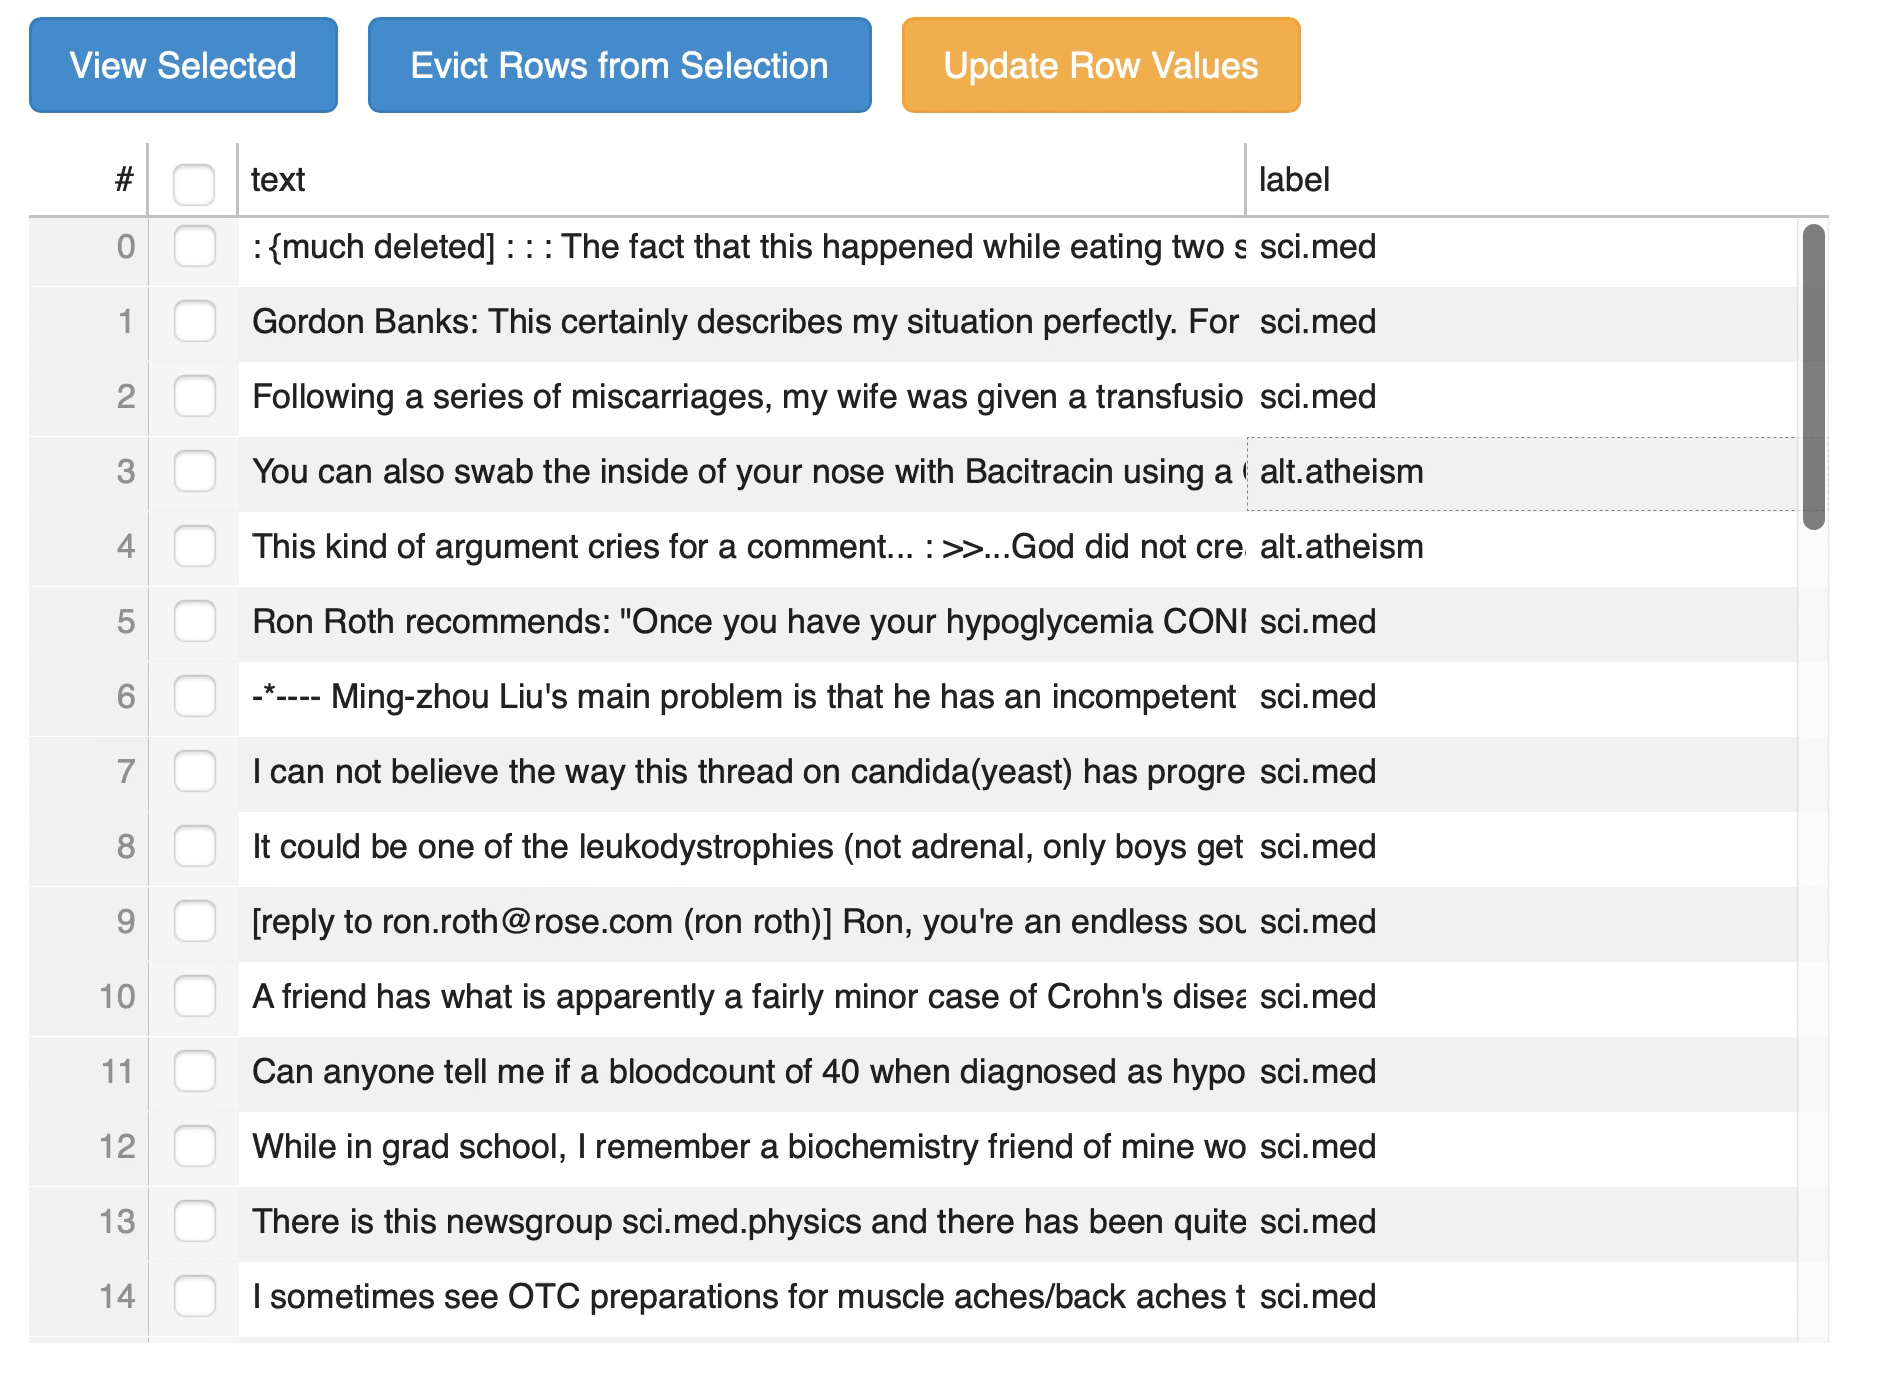 View Selected Evict Rows from Selection Update Row Values
# text label
0 : {much deleted] : : : The fact that this happened while eating two s sci.med
1 Gordon Banks: This certainly describes my situation perfectly. For sci.med
2 Following a series of miscarriages, my wife was given a transfusio sci.med
3 You can also swab the inside of your nose with Bacitracin using a alt.atheism
4 This kind of argument cries for a comment... : >>...God did not cre alt.atheism
5 Ron Roth recommends: "Once you have your hypoglycemia CON sci.med
6 -*---- Ming-zhou Liu's main problem is that he has an incompetent sci.med
7 I can not believe the way this thread on candida(yeast) has progre sci.med
8 It could be one of the leukodystrophies (not adrenal, only boys get sci.med
9 [reply to ron.roth@rose.com (ron roth)] Ron, you're an endless sou sci.med
10 A friend has what is apparently a fairly minor case of Crohn's disea sci.med
11 Can anyone tell me if a bloodcount of 40 when diagnosed as hypo sci.med
12 While in grad school, I remember a biochemistry friend of mine wo sci.med
13 There is this newsgroup sci.med.physics and there has been quite sci.med
14 I sometimes see OTC preparations for muscle aches/back aches t sci.med